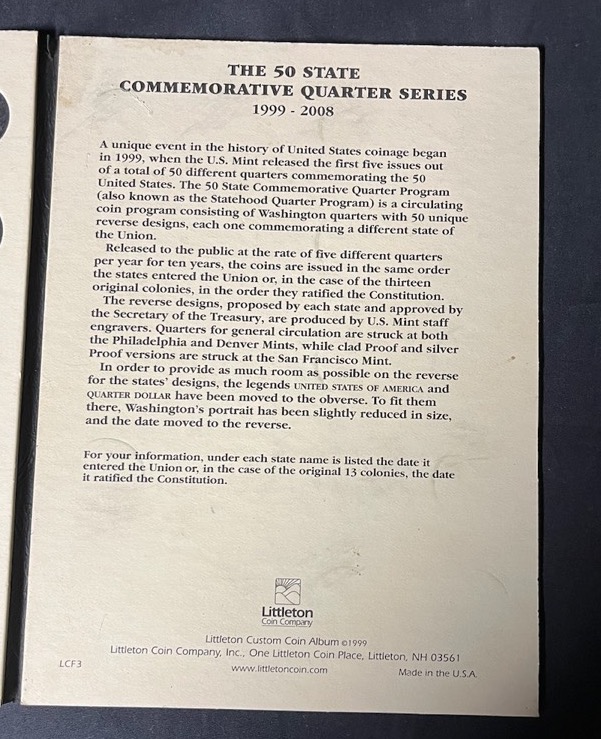 THE 50 STATE
COMMEMORATIVE QUARTER SERIES
1999 - 2008
A unique event in the history of United States coinage began
in 1999, when the U.S. Mint released the first five issues out
of a total of 50 different quarters commemorating the 50
United States. The 50 State Commemorative Quarter Program
(also known as the Statehood Quarter Program) is a circulating
coin program consisting of Washington quarters with 50 unique
reverse designs, each one commemorating a different state of
the Union.
Released to the public at the rate of five different quarters
per year for ten years, the coins are issued in the same order
the states entered the Union or, in the case of the thirteen
original colonies, in the order they ratified the Constitution.
The reverse designs, proposed by each state and approved by
the Secretary of the Treasury, are produced by U.S. Mint staff
engravers. Quarters for general circulation are struck at both
the Philadelphia and Denver Mints, while clad Proof and silver
Proof versions are struck at the San Francisco Mint.
In order to provide as much room as possible on the reverse
for the states' designs, the legends UNITED STATES OF AMERICA and
QUARTER DOLLAR have been moved to the obverse. To fit them
there, Washington's portrait has been slightly reduced in size,
and the date moved to the reverse.
For your information, under each state name is listed the date it
entered the Union or, in the case of the original 13 colonies, the date
it ratified the Constitution.
Littleton
Coin Company
Littleton Custom Coin Album ©1999
Littleton Coin Company, Inc., One Littleton Coin Place, Littleton, NH 03561
LCF3 www.littletoncoin.com Made in the U.S.A.